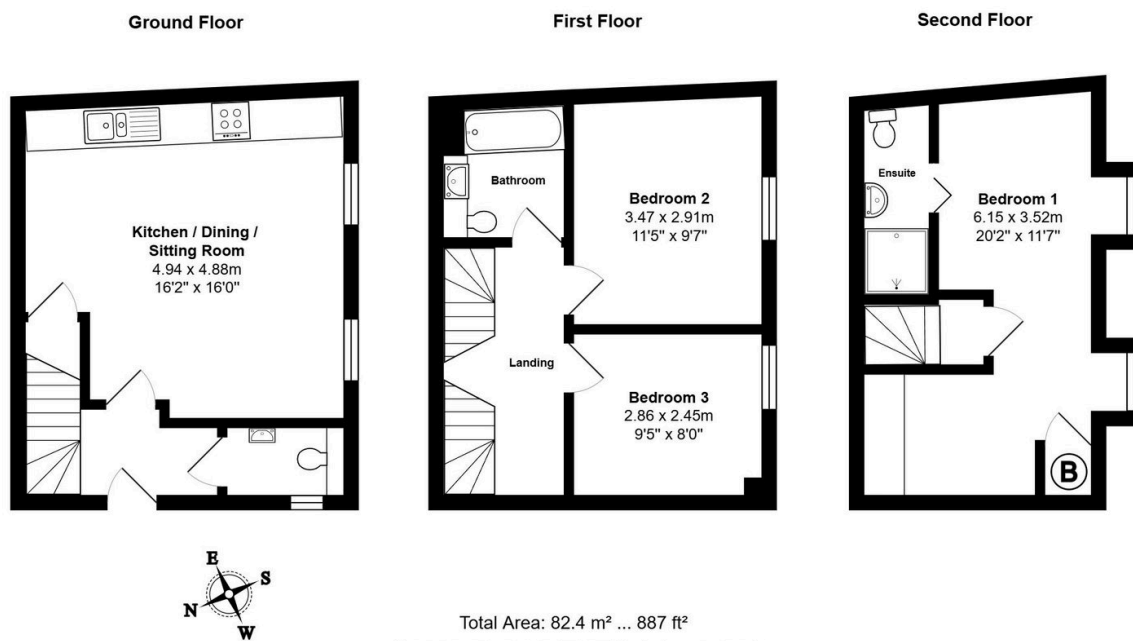 Ground Floor
First Floor
Second Floor
Kitchen / Dining /
Sitting Room
4.94 x 4.88m
16'2" x 16'0"
Bathroom
Bedroom 2
3.47 x 2.91m
11'5" x 9'7"
Landing
Bedroom 3
2.86 x 2.45m
9'5" x 8'0"
Ensuite
Bedroom 1
6.15 x 3.52m
20'2" x 11'7"
B
E
S
N
W
Total Area: 82.4 m² ... 887 ft²